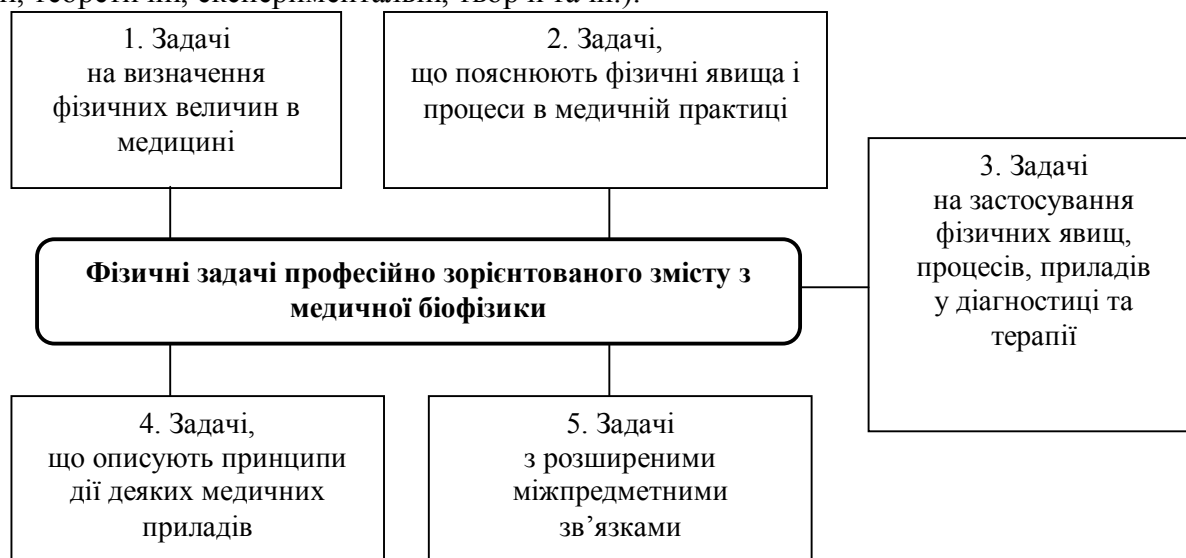 теоретичні, експериментальні,
1. Задачі
на визначення
фізичних величин в
медицині
2. Задачі,
що пояснюють фізичні явища і
процеси в медичній практиці
3. Задачі
на застосування
фізичних явищ,
процесів, приладів
у діагностиці та
терапії
Фізичні задачі професійно зорієнтованого змісту з
медичної біофізики
4. Задачі,
що описують принципи
дії деяких медичних
приладів
5. Задачі
з розширеними
міжпредметними
зв’язками